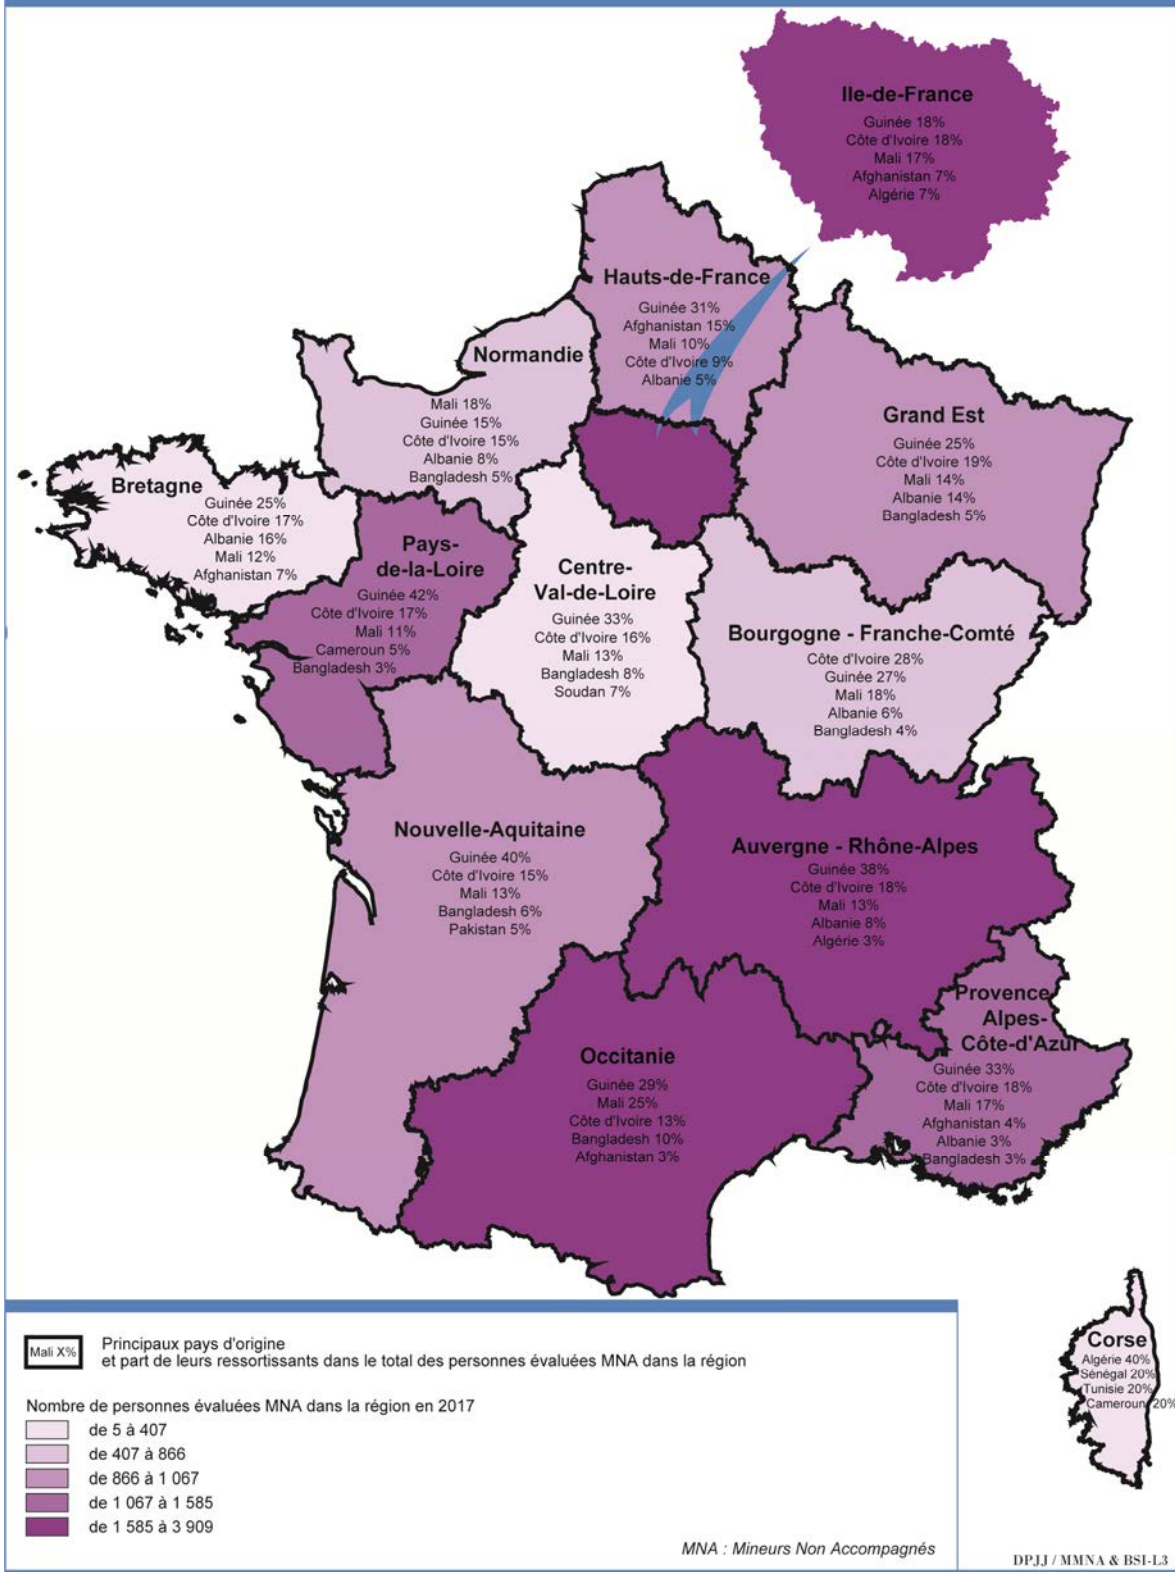 Ile-de-France
Guinée 18%
Côte d'Ivoire 18%
Mali 17%
Afghanistan 7%
Algérie 7%
Hauts-de-France
Guinée 31%
Afghanistan 15%
Mali 10%
Côte d'Ivoire 9%
Albanie 5%
Normandie
Mali 18%
Guinée 15%
Côte d'Ivoire 15%
Albanie 8%
Bangladesh 5%
Grand Est
Guinée 25%
Côte d'Ivoire 19%
Mali 14%
Albanie 14%
Bangladesh 5%
Bretagne
Guinée 25%
Côte d'Ivoire 17%
Albanie 16%
Mali 12%
Afghanistan 7%
Pays-
de-la-Loire
Guinée 42%
Côte d'Ivoire 17%
Mali 11%
Cameroun 5%
Bangladesh 3%
Centre-
Val-de-Loire
Guinée 33%
Côte d'Ivoire 16%
Mali 13%
Bangladesh 8%
Soudan 7%
Bourgogne - Franche-Comté
Côte d'Ivoire 28%
Guinée 27%
Mali 18%
Albanie 6%
Bangladesh 4%
Nouvelle-Aquitaine
Guinée 40%
Côte d'Ivoire 15%
Mali 13%
Bangladesh 6%
Pakistan 5%
Auvergne - Rhône-Alpes
Guinée 38%
Côte d'Ivoire 18%
Mali 13%
Albanie 8%
Algérie 3%
Provence
Alpes-
Côte-d'Azur
Guinée 33%
Côte d'Ivoire 18%
Mali 17%
Afghanistan 4%
Albanie 3%
Bangladesh 3%
Occitanie
Guinée 29%
Mali 25%
Côte d'Ivoire 13%
Bangladesh 10%
Afghanistan 3%
Corse
Algérie 40%
Sénégal 20%
Tunisie 20%
Cameroun 20%
Mali X%
Principaux pays d'origine
et part de leurs ressortissants dans le total des personnes évaluées MNA dans la région
Nombre de personnes évaluées MNA dans la région en 2017
de 5 à 407
de 407 à 866
de 866 à 1 067
de 1 067 à 1 585
de 1 585 à 3 909
MNA : Mineurs Non Accompagnés
DPJJ / MMNA & BSI-L3